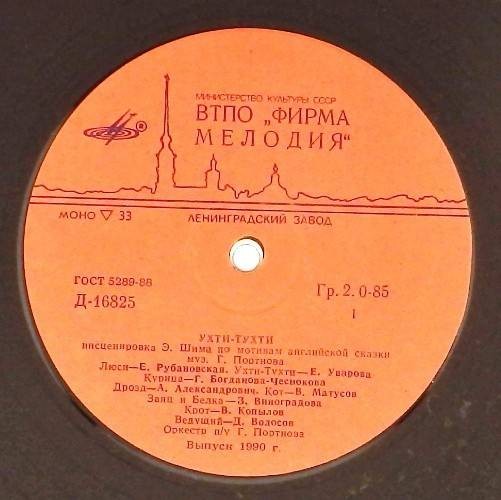 МИНИСТЕРСТВО КУЛЬТУРЫ СССР
ВТПО „ФИРМА
МЕЛОДИЯ“
®
МОНО ▽ 33
ЛЕНИНГРАДСКИЙ ЗАВОД
ГОСТ 5289-88
Д-16825
Гр. 2. 0-85
1
УХТИ-ТУХТИ
инсценировка Э. Шима по мотивам английской сказки
муз. Г. Портнова
Люси—Е. Рубановская. Ухти-Тухти—Е. Уварова
Курица—Г. Богданова-Чеснокова
Дрозд—А. Александрович. Кот—В. Матусов
Заяц и Белка—З. Виноградова
Крот—В. Копылов
Ведущий—Д. Волосов
Оркестр п/у Г. Портнова
Выпуск 1990 г.